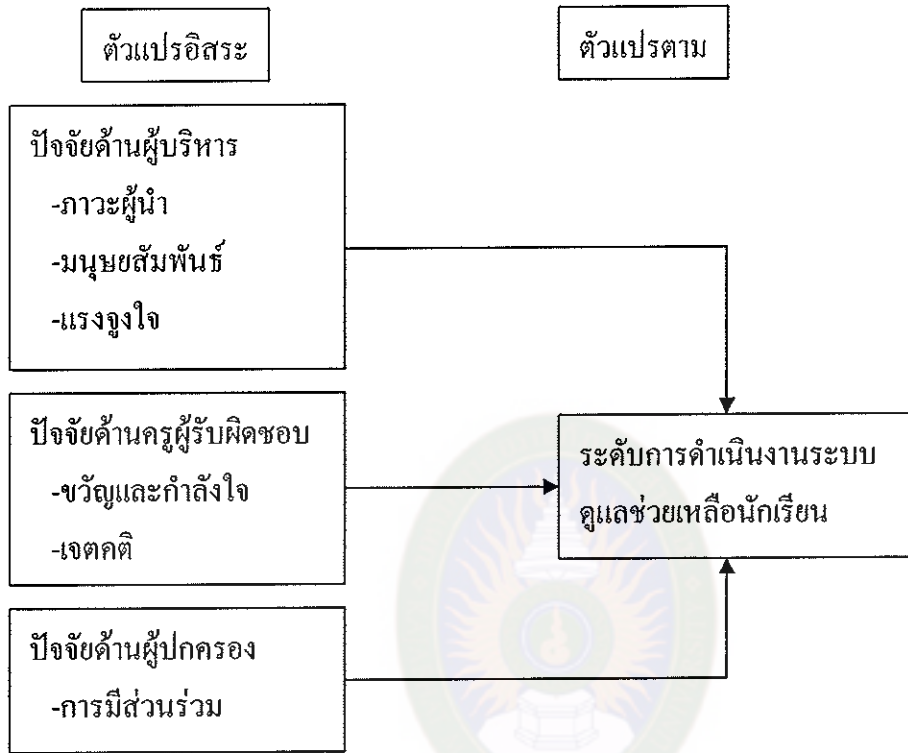 ตัวแปรอิสระ
ตัวแปรตาม
ปัจจัยด้านผู้บริหาร
-ภาวะผู้นำ
-มนุษยสัมพันธ์
-แรงจูงใจ
ปัจจัยด้านครูผู้รับผิดชอบ
-ขวัญและกำลังใจ
-เจตคติ
ปัจจัยด้านผู้ปกครอง
-การมีส่วนร่วม
ระดับการดำเนินงานระบบ
ดูแลช่วยเหลือนักเรียน